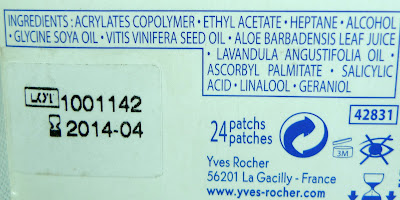 INGREDIENTS: ACRYLATES COPOLYMER • ETHYL ACETATE • HEPTANE • ALCOHOL
• GLYCINE SOYA OIL • VITIS VINIFERA SEED OIL • ALOE BARBADENSIS LEAF JUICE
• LAVANDULA ANGUSTIFOLIA OIL •
ASCORBYL PALMITATE • SALICYLIC
ACID • LINALOOL • GERANIOL
42831
LOT 1001142
2014-04
24 patchs
patches
3M
Yves Rocher
56201 La Gacilly - France
www.yves-rocher.com